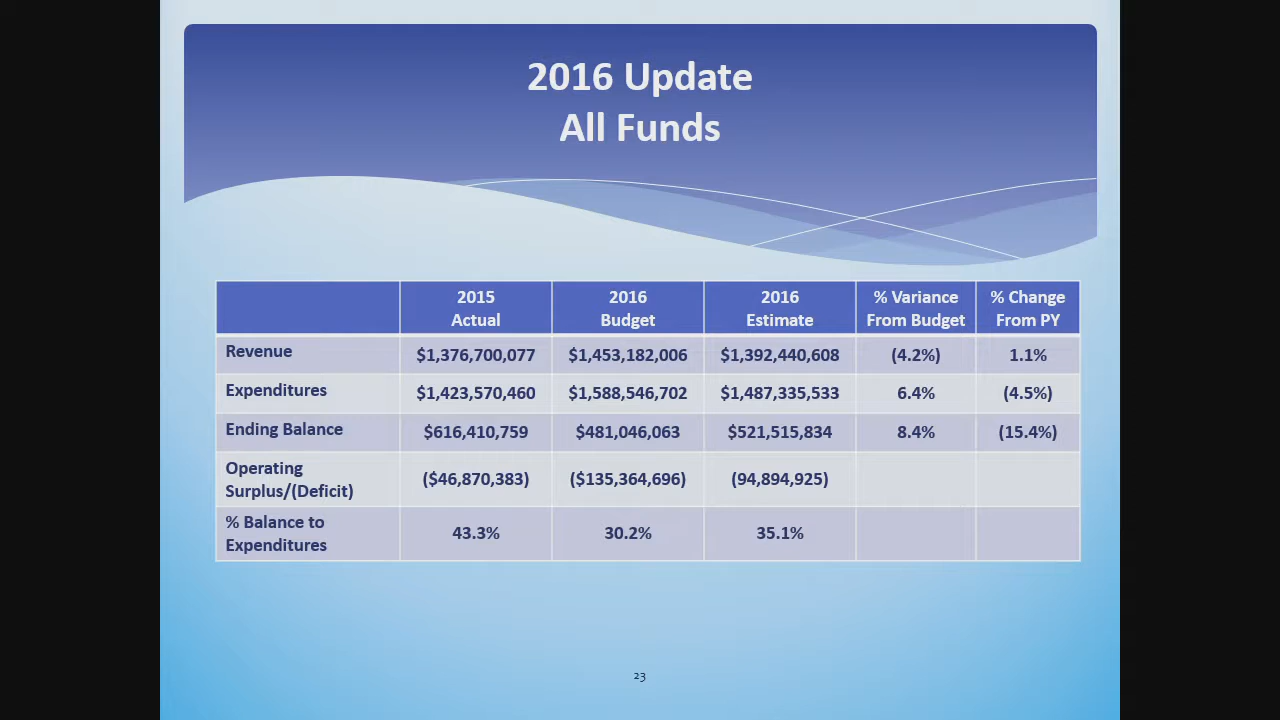 2016 Update
All Funds
2015 Actual 2016 Budget 2016 Estimate % Variance From Budget % Change From PY
Revenue $1,376,700,077 $1,453,182,006 $1,392,440,608 (4.2%) 1.1%
Expenditures $1,423,570,460 $1,588,546,702 $1,487,335,533 6.4% (4.5%)
Ending Balance $616,410,759 $481,046,063 $521,515,834 8.4% (15.4%)
Operating Surplus/(Deficit) ($46,870,383) ($135,364,696) (94,894,925)
% Balance to Expenditures 43.3% 30.2% 35.1%
23